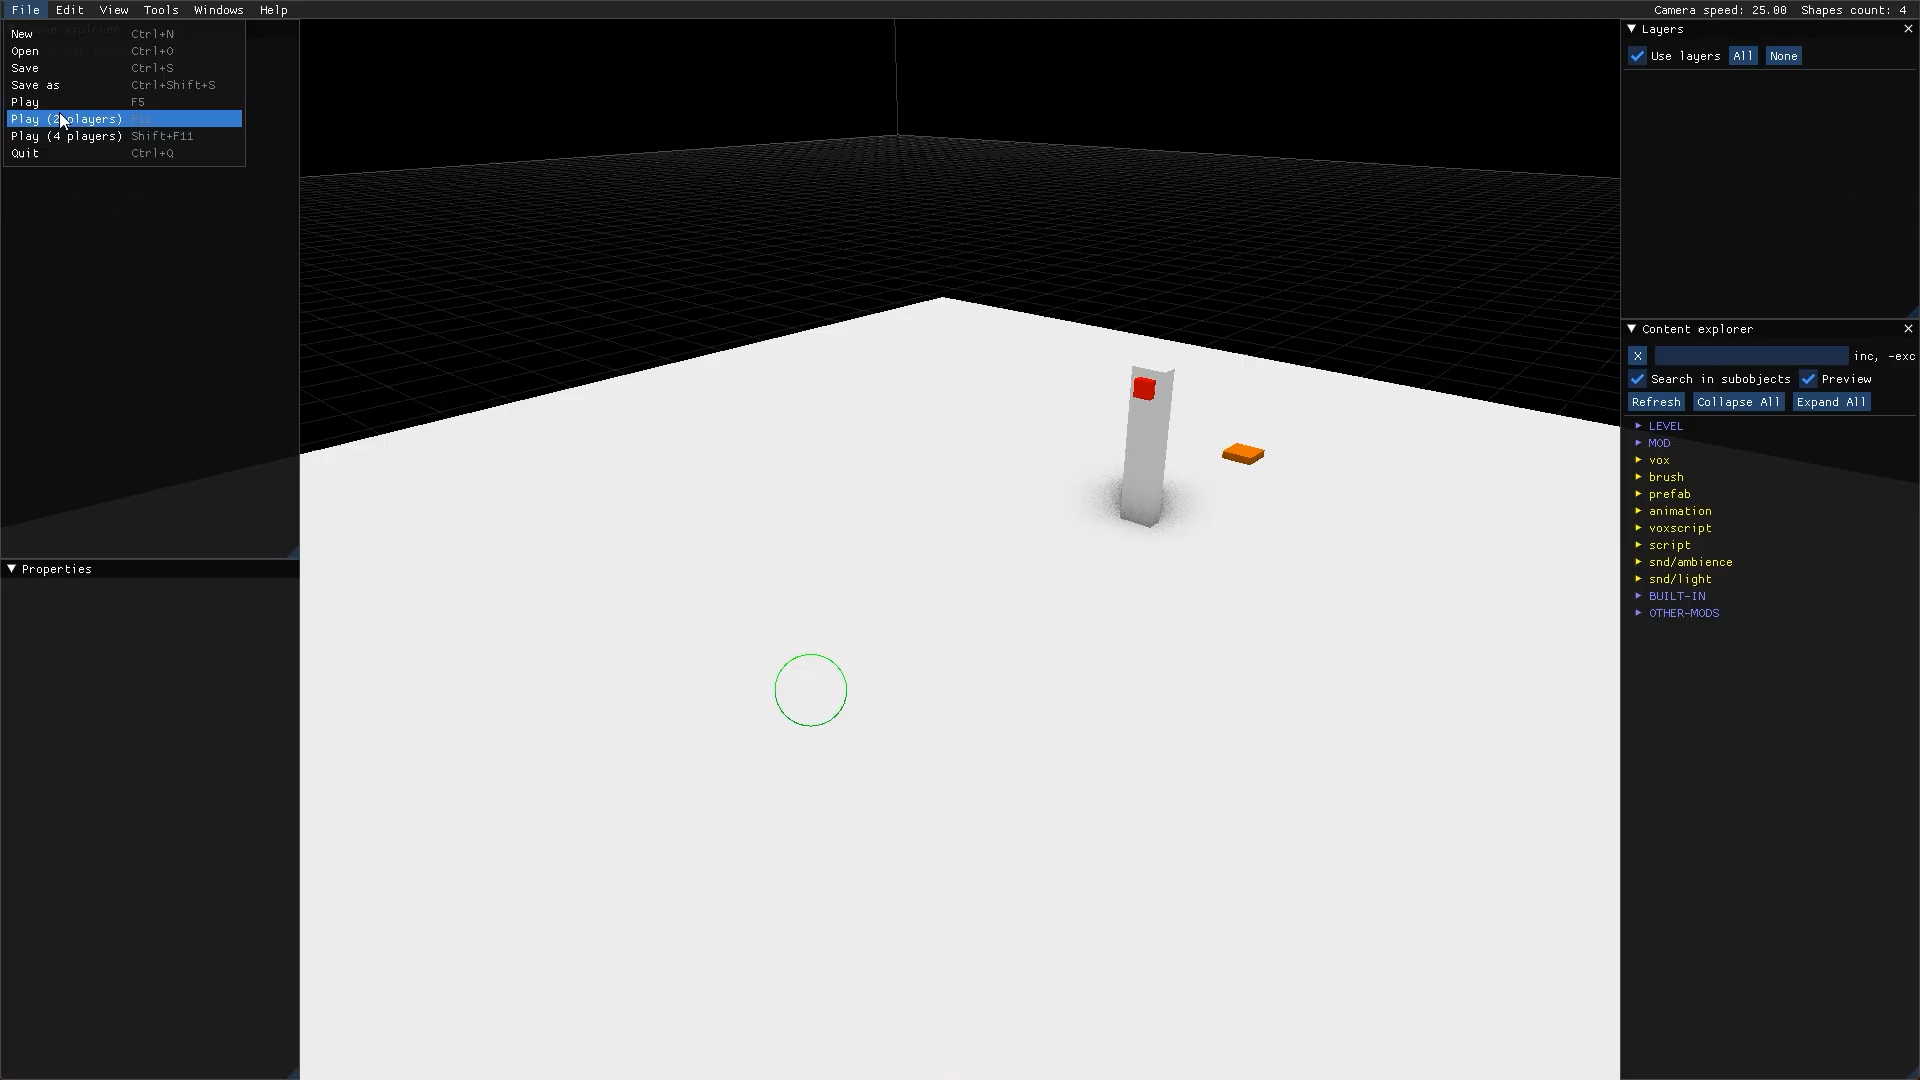 File Edit View Tools Windows Help
Camera speed: 25.00 Shapes count: 4
New Ctrl+N
Open Ctrl+O
Save Ctrl+S
Save as Ctrl+Shift+S
Play F5
Play (2 players) F11
Play (4 players) Shift+F11
Quit Ctrl+Q
Properties
Layers
Use layers All None
Content explorer
X inc, -exc
Search in subobjects Preview
Refresh Collapse All Expand All
LEVEL
MOD
vox
brush
prefab
animation
voxscript
script
snd/ambience
snd/light
BUILT-IN
OTHER-MODS